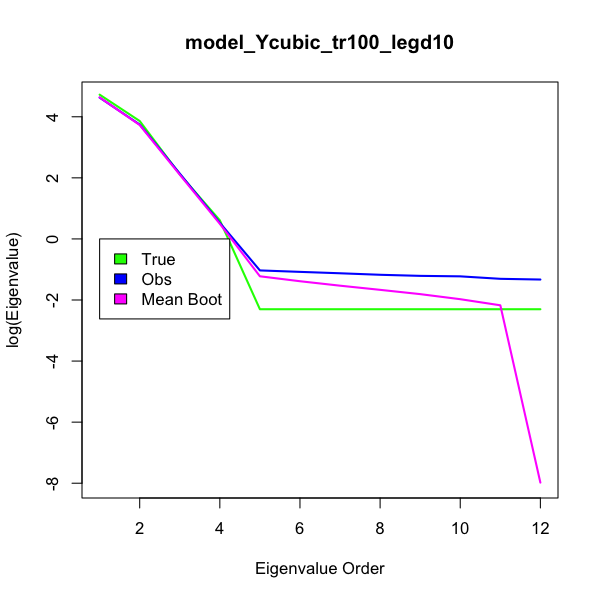 model_Ycubic_tr100_legd10
log(Eigenvalue)
4
2
0
-2
-4
-6
-8
True
Obs
Mean Boot
2 4 6 8 10 12
Eigenvalue Order